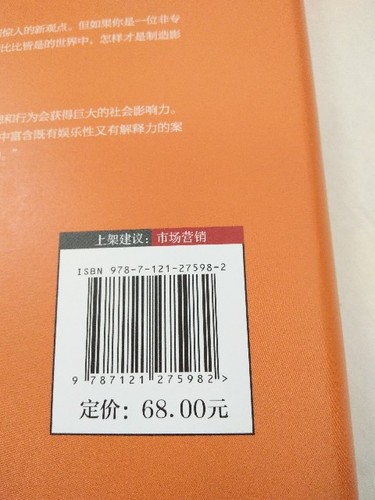 惊人的新观点。但如果你是一位非专
比比皆是的世界中，怎样才是制造影
和行为会获得巨大的社会影响力。
中富含既有娱乐性又有解释力的案
上架建议：市场营销
ISBN 978-7-121-27598-2
9 787121 275982 >
定价：68.00元